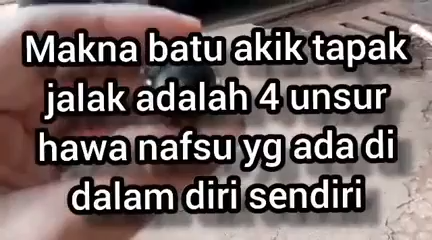 Makna batu akik tapak
jalak adalah 4 unsur
hawa nafsu yg ada di
dalam diri sendiri